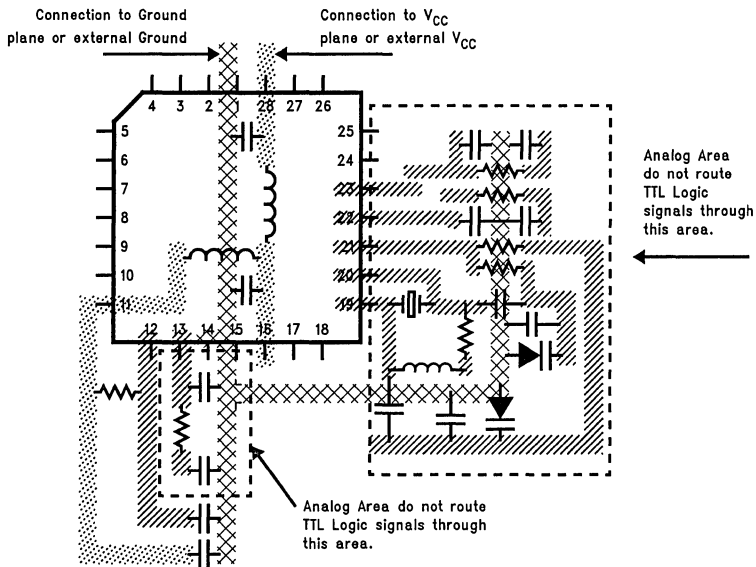 Connection to Ground
plane or external Ground
Connection to VCC
plane or external VCC
4 3 2 1 28 27 26
5
6
7
8
9
10
11
25
24
23
22
21
20
19
12 13 14 15 16 17 18
Analog Area
do not route
TTL Logic
signals through
this area.
Analog Area do not route
TTL Logic signals through
this area.